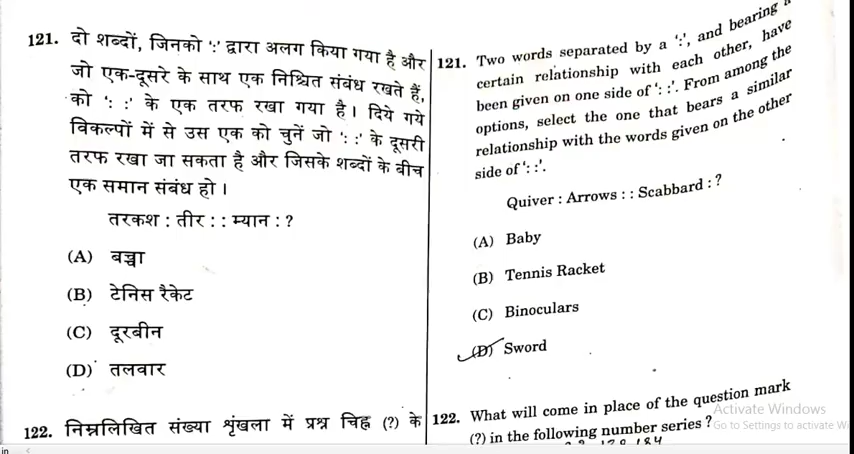 121. दो शब्दों, जिनको ':' द्वारा अलग किया गया है और
जो एक-दूसरे के साथ एक निश्चित संबंध रखते हैं,
को ': :' के एक तरफ रखा गया है। दिये गये
विकल्पों में से उस एक को चुनें जो ': :' के दूसरी
तरफ रखा जा सकता है और जिसके शब्दों के बीच
एक समान संबंध हो।
तरकश : तीर : : म्यान : ?
(A) बच्चा
(B) टेनिस रैकेट
(C) दूरबीन
(D) तलवार
122. निम्नलिखित संख्या शृंखला में प्रश्न चिह्न (?) के
121. Two words separated by a ':', and bearing a
certain relationship with each other, have
been given on one side of ': :'. From among the
options, select the one that bears a similar
relationship with the words given on the other
side of ': :'.
Quiver : Arrows : : Scabbard : ?
(A) Baby
(B) Tennis Racket
(C) Binoculars
(D) Sword
122. What will come in place of the question mark
(?) in the following number series ?
Activate Windows
Go to Settings to activate W
in